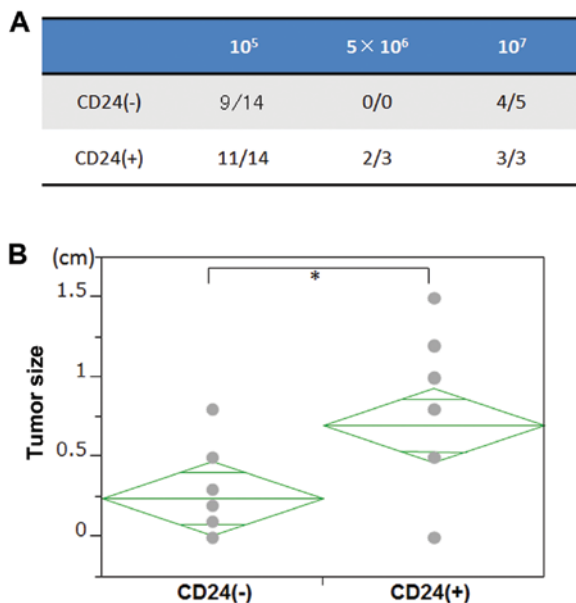 A
10⁵ 5×10⁶ 10⁷
CD24(-) 9/14 0/0 4/5
CD24(+) 11/14 2/3 3/3
B
(cm)
*
1.5
1
0.5
0
Tumor size
CD24(-) CD24(+)